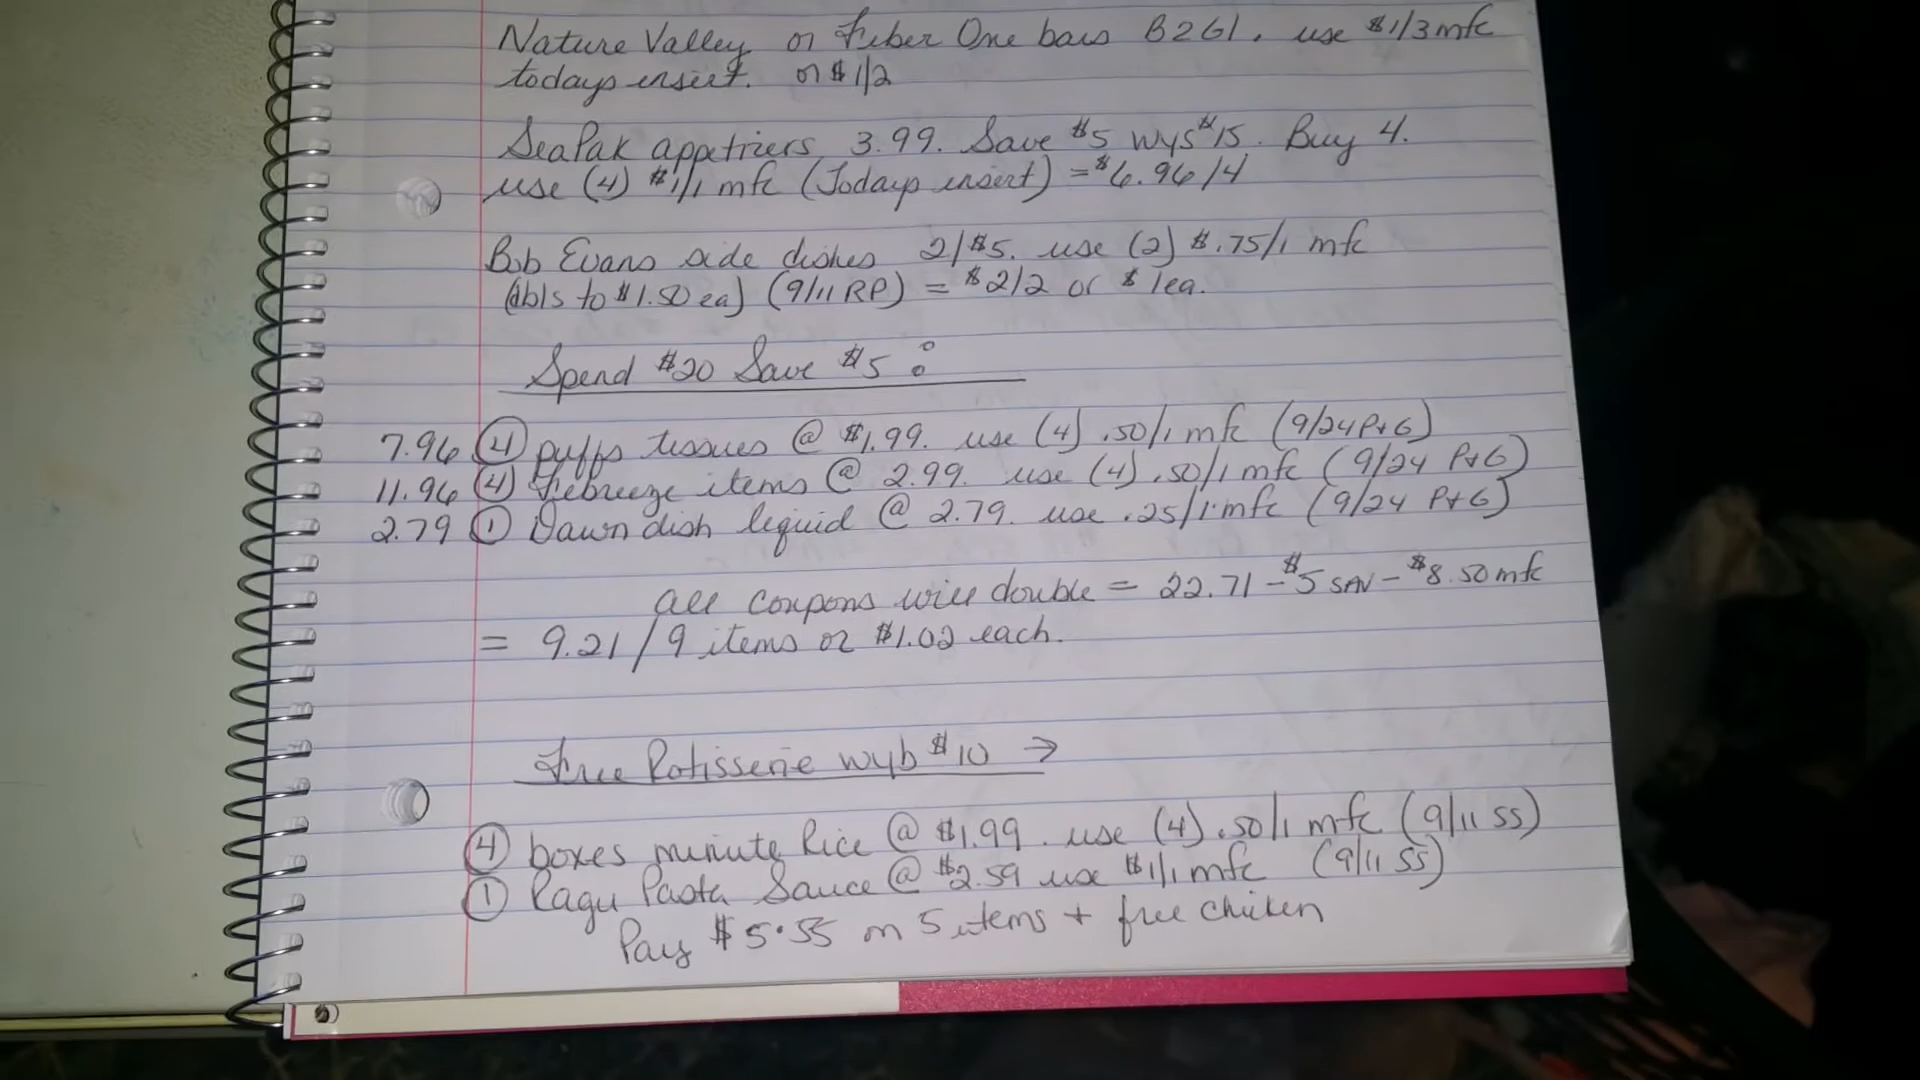 Nature Valley or Fiber One bars B2G1. use $1/3 mfc
todays insert. or $1/2
SeaPak appetizers 3.99. Save $5 wys $15. Buy 4.
use (4) $1/1 mfc (Todays insert) = $6.96/4
Bob Evans side dishes 2/$5. use (2) $.75/1 mfc
(dbls to $1.50 ea) (9/11 RP) = $2/2 or $1ea.
Spend $20 Save $5 :
7.96 (4) puffs tissues @ $1.99. use (4) .50/1 mfc (9/24 P+G)
11.96 (4) Febreeze items @ 2.99. use (4) .50/1 mfc (9/24 P+G)
2.79 (1) Dawn dish liquid @ 2.79. use .25/1 mfc (9/24 P+G)
all coupons will double = 22.71 - $5 SAV - $8.50 mfc
= 9.21 / 9 items or $1.02 each.
Free Rotisserie wyb $10 →
(4) boxes minute Rice @ $1.99. use (4) .50/1 mfc (9/11 SS)
(1) Ragu Pasta Sauce @ $2.59 use $1/1 mfc (9/11 SS)
Pay $5.55 on 5 items + free chicken